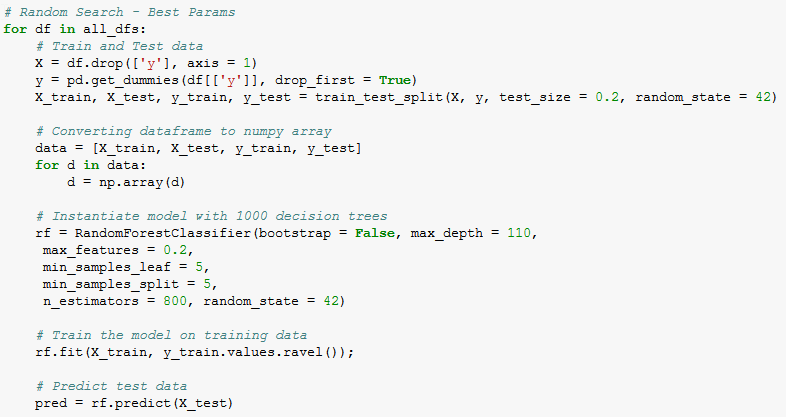 # Random Search - Best Params
for df in all_dfs:
    # Train and Test data
    X = df.drop(['y'], axis = 1)
    y = pd.get_dummies(df[['y']], drop_first = True)
    X_train, X_test, y_train, y_test = train_test_split(X, y, test_size = 0.2, random_state = 42)
    # Converting dataframe to numpy array
    data = [X_train, X_test, y_train, y_test]
    for d in data:
        d = np.array(d)
    # Instantiate model with 1000 decision trees
    rf = RandomForestClassifier(bootstrap = False, max_depth = 110,
     max_features = 0.2,
     min_samples_leaf = 5,
     min_samples_split = 5,
     n_estimators = 800, random_state = 42)
    # Train the model on training data
    rf.fit(X_train, y_train.values.ravel());
    # Predict test data
    pred = rf.predict(X_test)